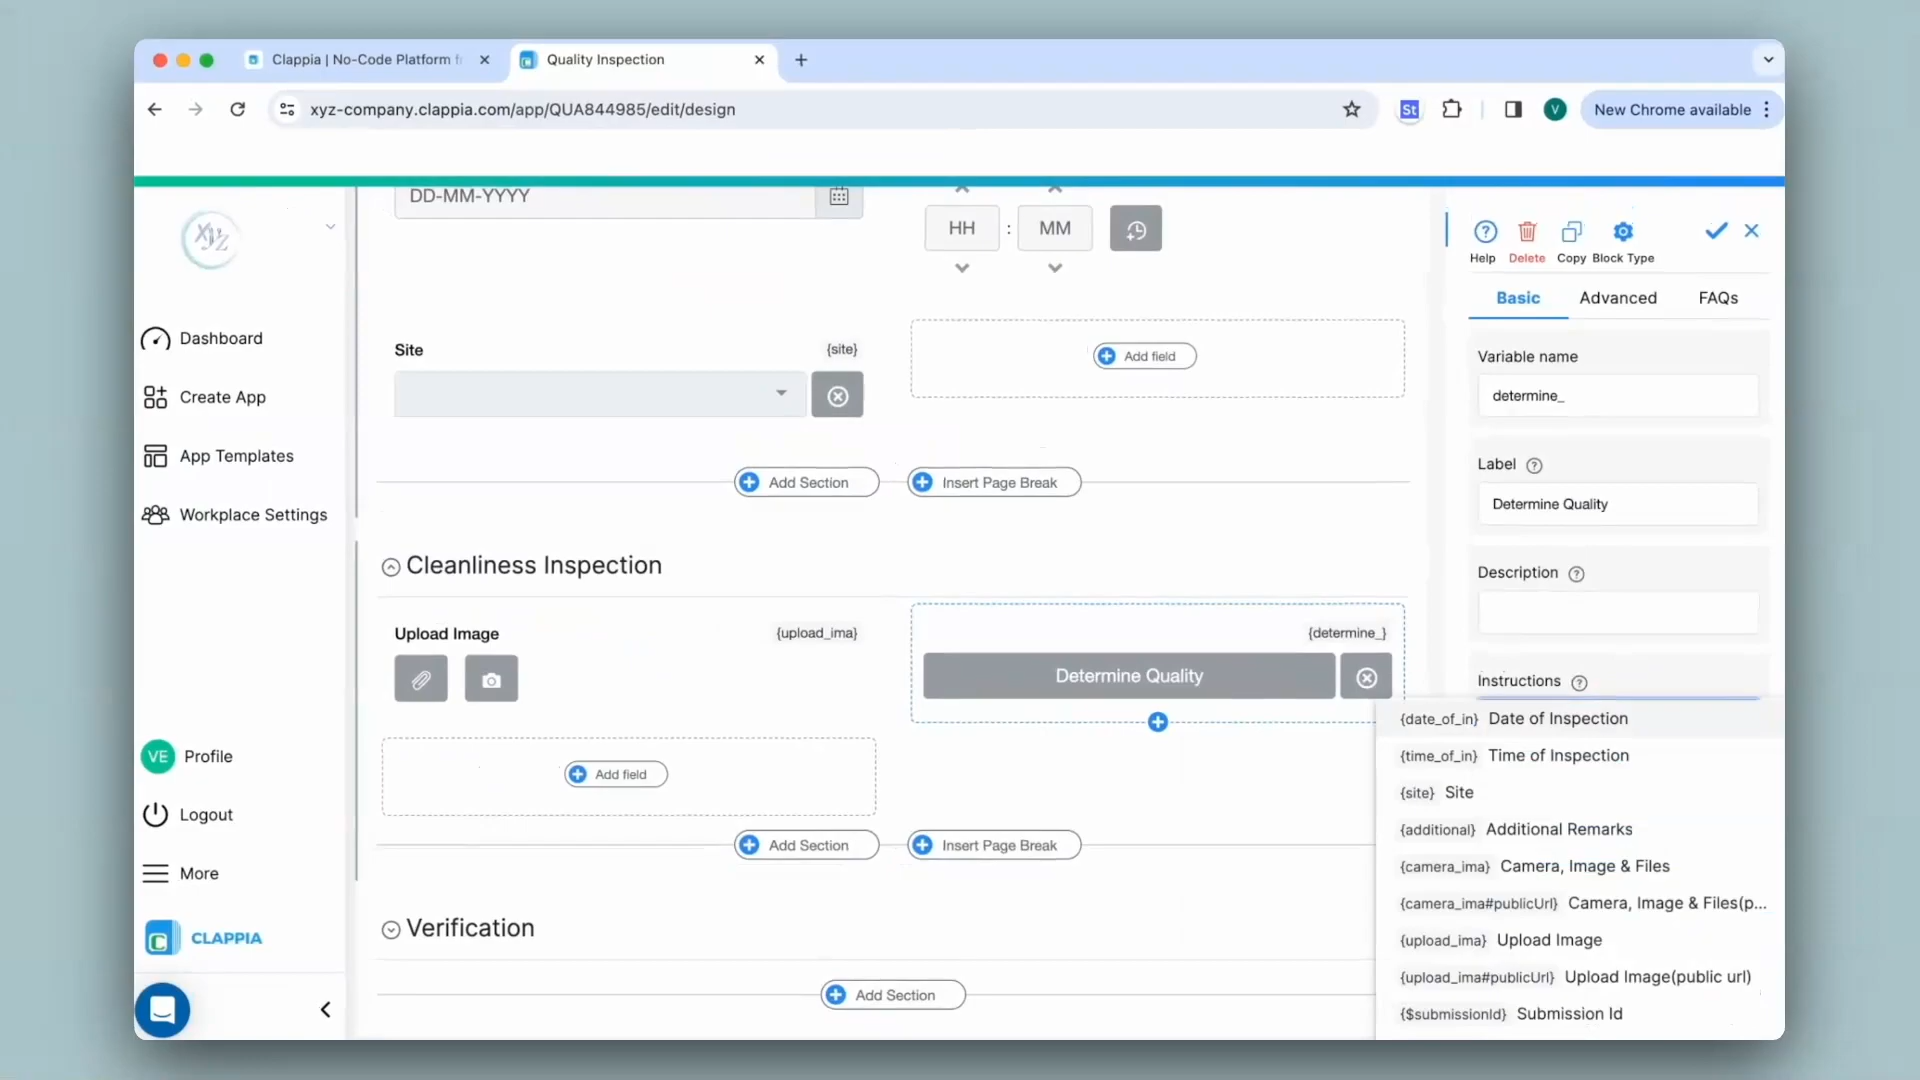 Clappia | No-Code Platform f
Quality Inspection
xyz-company.clappia.com/app/QUA844985/edit/design
St
V
New Chrome available
XYZ
Dashboard
Create App
App Templates
Workplace Settings
VE Profile
Logout
More
CLAPPIA
DD-MM-YYYY
HH : MM
Site {site}
Add field
Add Section
Insert Page Break
Cleanliness Inspection
Upload Image {upload_ima}
{determine_}
Determine Quality
Add field
Add Section
Insert Page Break
Verification
Add Section
Help Delete Copy Block Type
Basic Advanced FAQs
Variable name
determine_
Label ?
Determine Quality
Description ?
Instructions ?
{date_of_in} Date of Inspection
{time_of_in} Time of Inspection
{site} Site
{additional} Additional Remarks
{camera_ima} Camera, Image & Files
{camera_ima#publicUrl} Camera, Image & Files(p...
{upload_ima} Upload Image
{upload_ima#publicUrl} Upload Image(public url)
{$submissionId} Submission Id